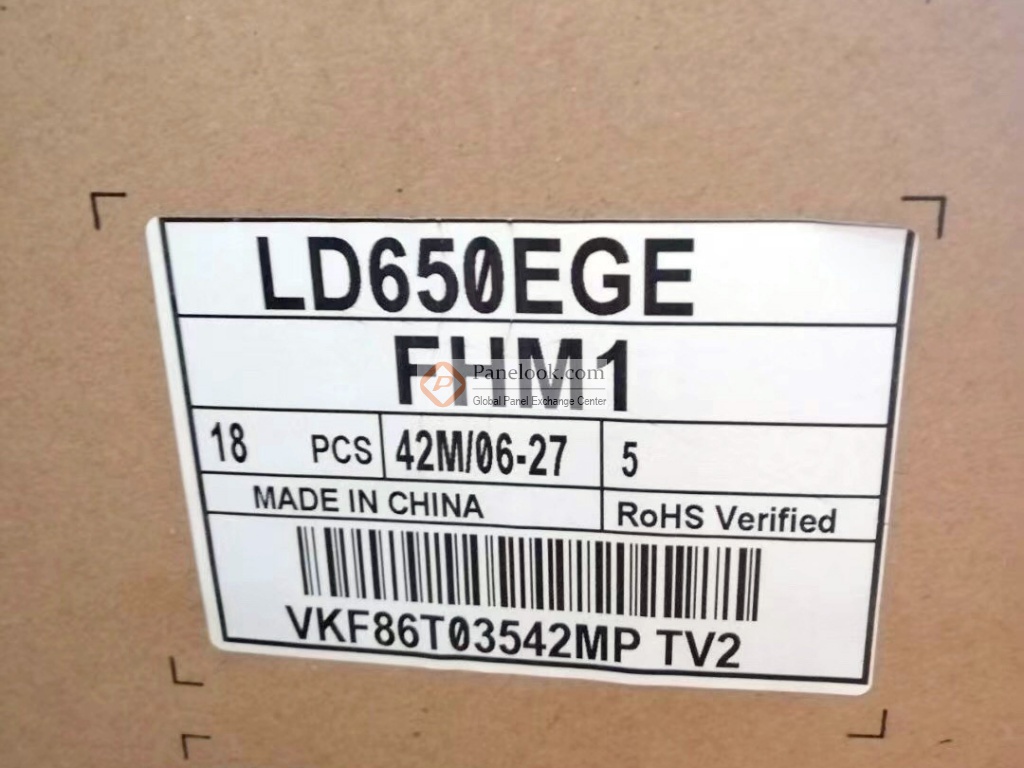 LD650EGE
FHM1
Panelook.com
Global Panel Exchange Center
18 PCS 42M/06-27 5
MADE IN CHINA RoHS Verified
VKF86T03542MP TV2